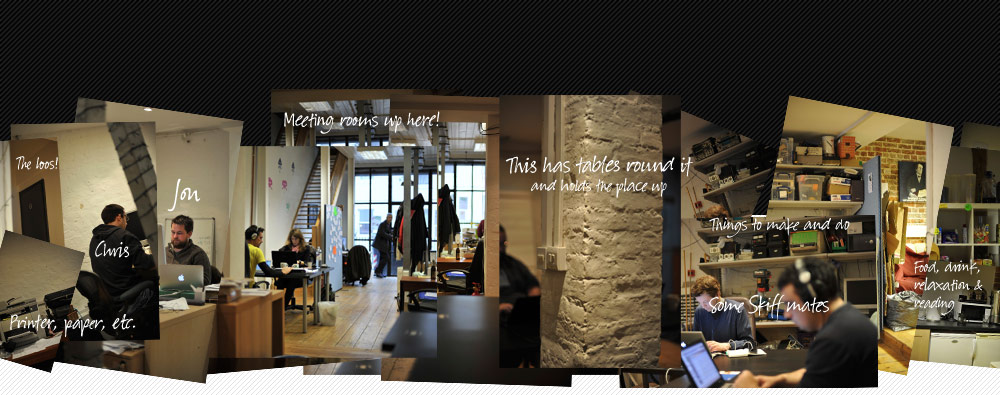 The loos!
Chris
Printer, paper, etc.
Jon
Meeting rooms up here!
This has tables round it
and holds the place up
Things to make and do
Some Skiff mates
Food, drink,
relaxation &
reading